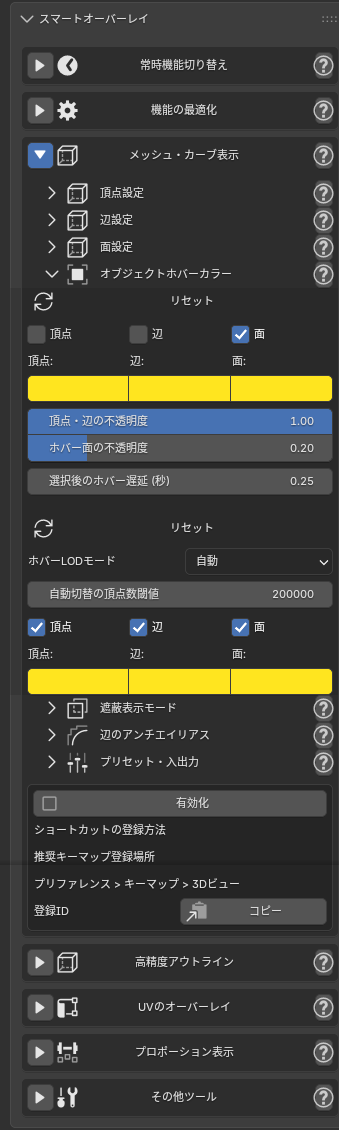 スマートオーバーレイ
常時機能切り替え
機能の最適化
メッシュ・カーブ表示
頂点設定
辺設定
面設定
オブジェクトホバーカラー
リセット
頂点 辺 面
頂点: 辺: 面:
頂点・辺の不透明度 1.00
ホバー面の不透明度 0.20
選択後のホバー遅延 (秒) 0.25
リセット
ホバーLODモード 自動
自動切替の頂点数閾値 200000
頂点 辺 面
頂点: 辺: 面:
遮蔽表示モード
辺のアンチエイリアス
プリセット・入出力
有効化
ショートカットの登録方法
推奨キーマップ登録場所
プリファレンス > キーマップ > 3Dビュー
登録ID コピー
高精度アウトライン
UVのオーバーレイ
プロポーション表示
その他ツール